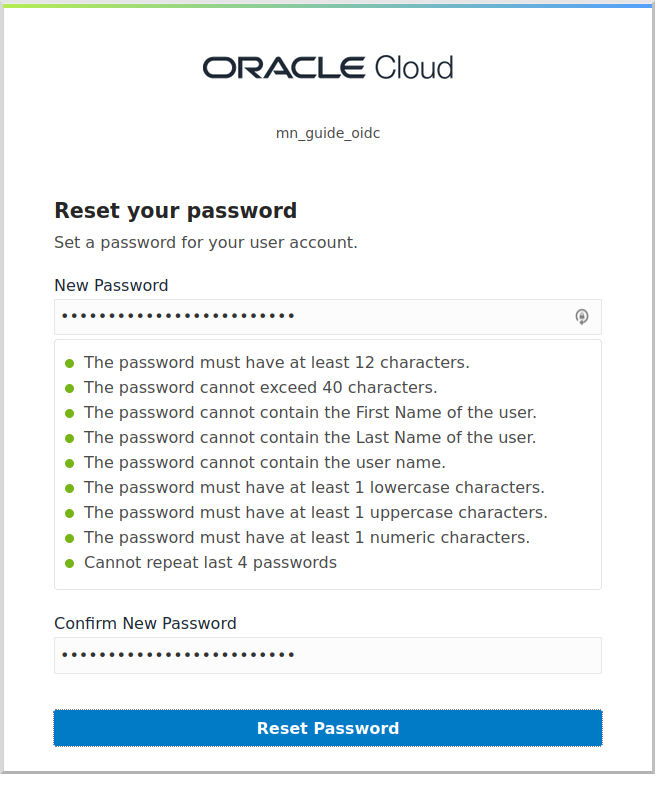 ORACLE Cloud
mn_guide_oidc
Reset your password
Set a password for your user account.
New Password
•••••••••••••••••••••••••
The password must have at least 12 characters.
The password cannot exceed 40 characters.
The password cannot contain the First Name of the user.
The password cannot contain the Last Name of the user.
The password cannot contain the user name.
The password must have at least 1 lowercase characters.
The password must have at least 1 uppercase characters.
The password must have at least 1 numeric characters.
Cannot repeat last 4 passwords
Confirm New Password
•••••••••••••••••••••••••
Reset Password